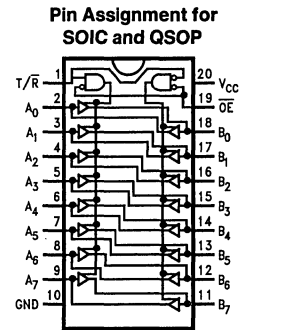 Pin Assignment for
SOIC and QSOP
T/R̅ 1 20 VCC
A0 2 19 O̅E̅
A1 3 18 B0
A2 4 17 B1
A3 5 16 B2
A4 6 15 B3
A5 7 14 B4
A6 8 13 B5
A7 9 12 B6
GND 10 11 B7